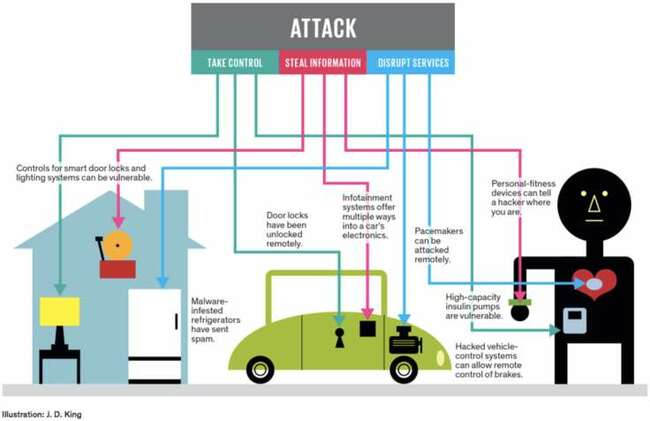 ATTACK
TAKE CONTROL
STEAL INFORMATION
DISRUPT SERVICES
Controls for smart door locks and
lighting systems can be vulnerable.
Malware-
infested
refrigerators
have sent
spam.
Door locks
have been
unlocked
remotely.
Infotainment
systems offer
multiple ways
into a car's
electronics.
Pacemakers
can be
attacked
remotely.
Personal-fitness
devices can tell
a hacker where
you are.
High-capacity
insulin pumps
are vulnerable.
Hacked vehicle-
control systems
can allow remote
control of brakes.
Illustration: J. D. King